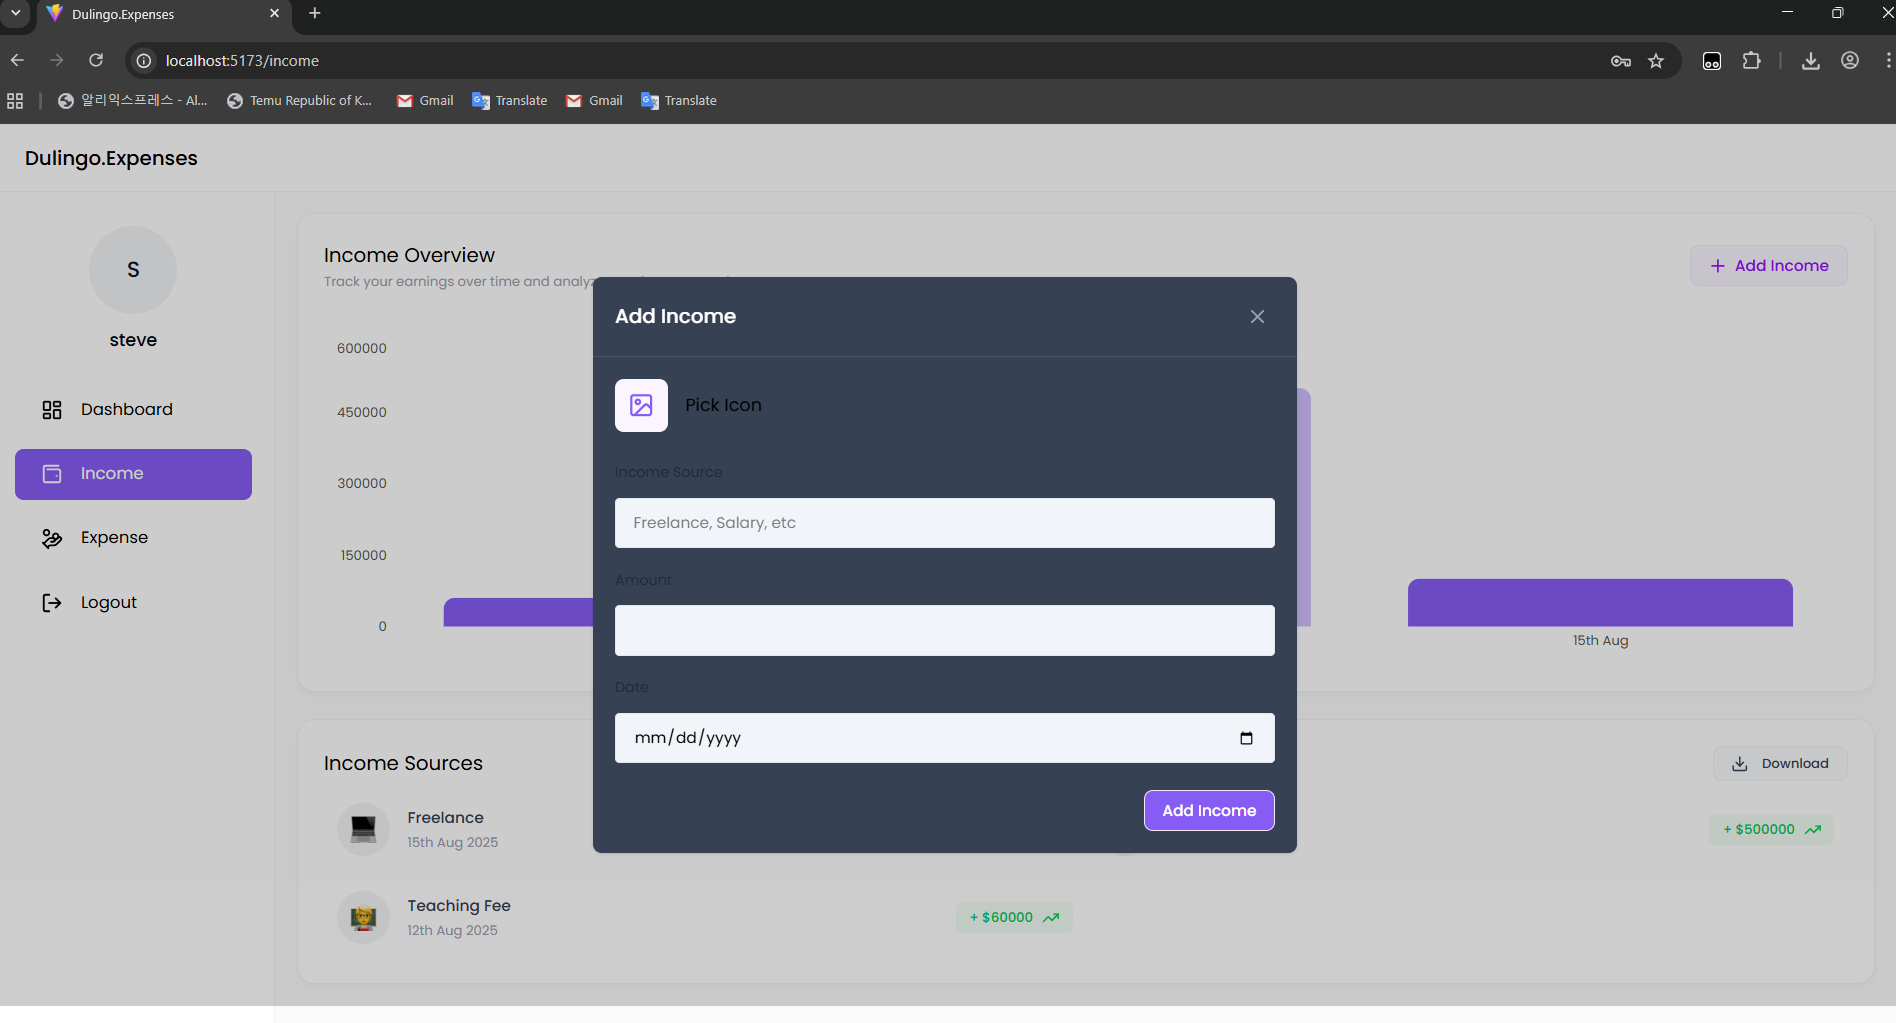 Dulingo.Expenses
localhost:5173/income
알리익스프레스 - Al...
Temu Republic of K...
Gmail
Translate
Gmail
Translate
Dulingo.Expenses
S
steve
Dashboard
Income
Expense
Logout
Income Overview
Track your earnings over time and analyz
Add Income
600000
450000
300000
150000
0
15th Aug
Add Income
Pick Icon
Income Source
Freelance, Salary, etc
Amount
Date
mm/dd/yyyy
Add Income
Income Sources
Download
Freelance
15th Aug 2025
+ $500000
Teaching Fee
12th Aug 2025
+ $60000